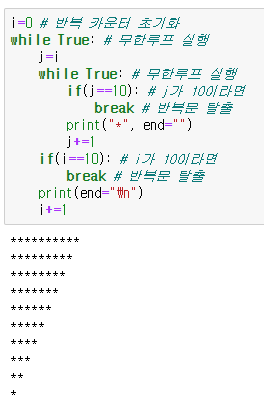 i=0 # 반복 카운터 초기화
while True: # 무한루프 실행
    j=i
    while True: # 무한루프 실행
        if(j==10): # j가 10이라면
            break # 반복문 탈출
        print("*", end="")
        j+=1
    if(i==10): # i가 10이라면
        break # 반복문 탈출
    print(end="₩n")
    i+=1
**********
*********
********
*******
******
*****
****
***
**
*